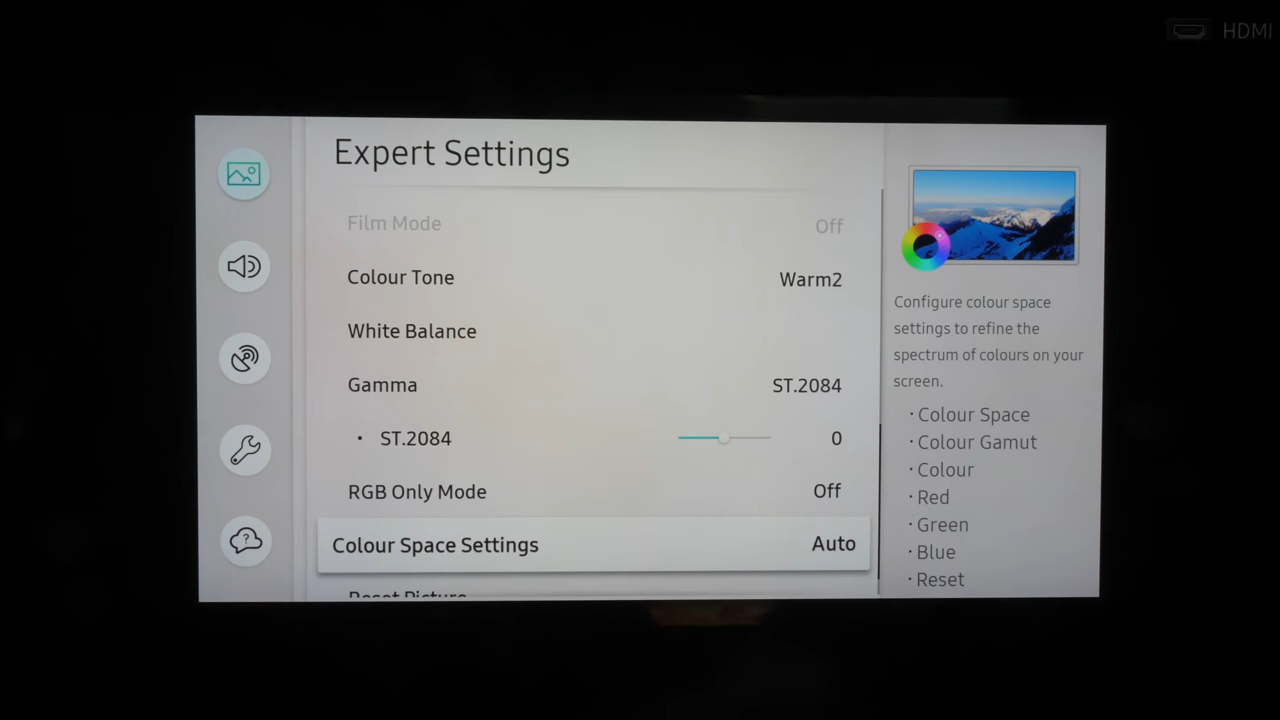 HDMI
Expert Settings
Film Mode Off
Colour Tone Warm2
White Balance
Gamma ST.2084
• ST.2084 0
RGB Only Mode Off
Colour Space Settings Auto
Reset Picture
Configure colour space
settings to refine the
spectrum of colours on your
screen.
· Colour Space
· Colour Gamut
· Colour
· Red
· Green
· Blue
· Reset